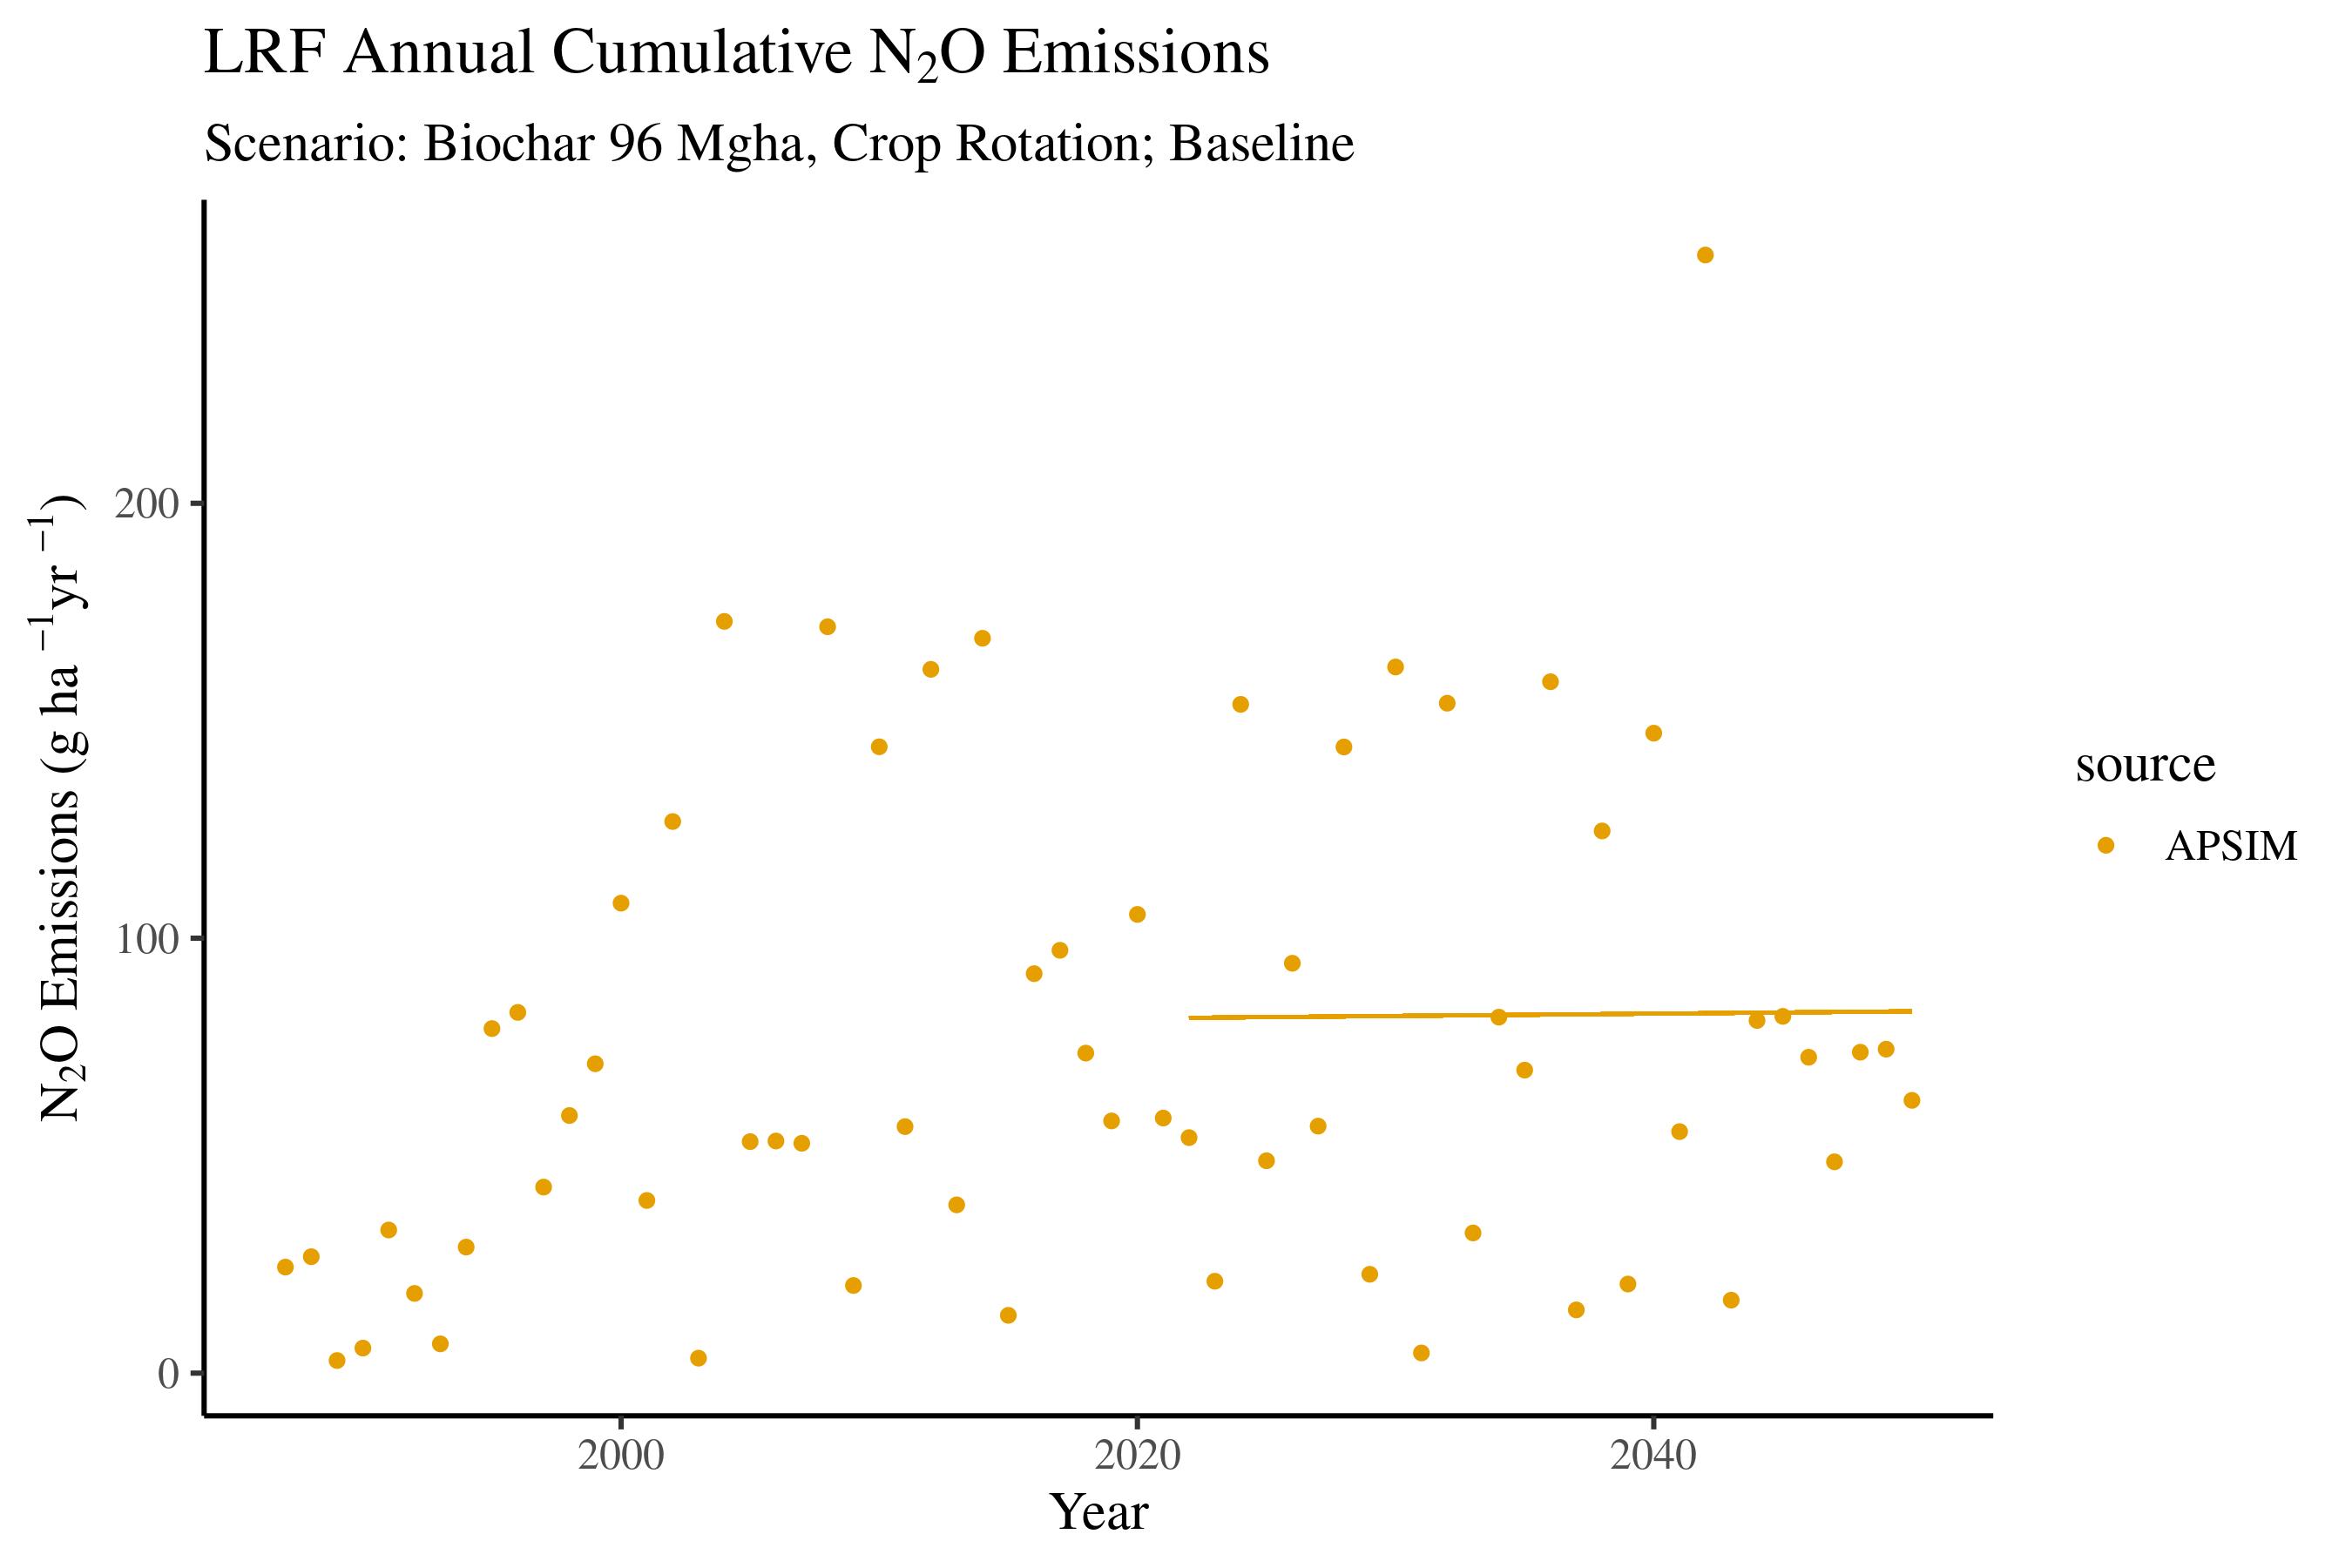 LRF Annual Cumulative N₂O Emissions
Scenario: Biochar 96 Mgha, Crop Rotation; Baseline
N₂O Emissions (g ha⁻¹yr⁻¹)
200
100
0
2000 2020 2040
Year
source
APSIM